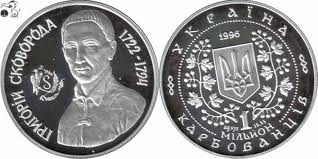 ГРИГОРІЙ СКОВОРОДА
1722-1794
УКРАЇНА
1996
1
МІЛЬЙОН
КАРБОВАНЦІВ